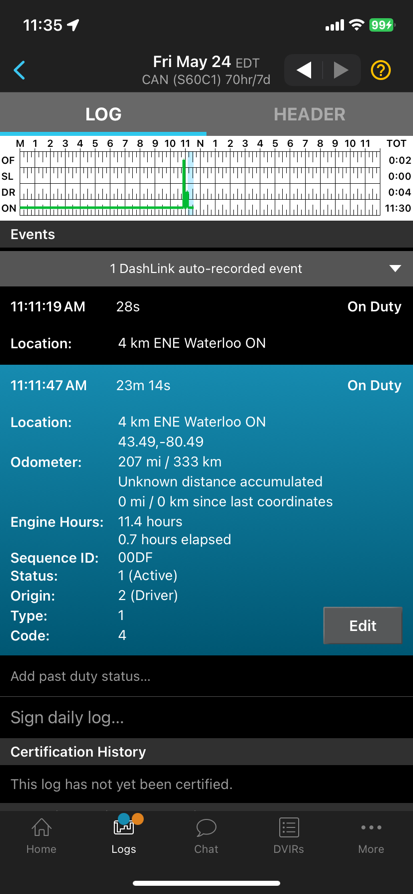 11:35
99
Fri May 24 EDT
CAN (S60C1) 70hr/7d
LOG HEADER
M 1 2 3 4 5 6 7 8 9 10 11 N 1 2 3 4 5 6 7 8 9 10 11 TOT
OF 0:02
SL 0:00
DR 0:04
ON 11:30
Events
1 DashLink auto-recorded event
11:11:19 AM 28s On Duty
Location: 4 km ENE Waterloo ON
11:11:47 AM 23m 14s On Duty
Location: 4 km ENE Waterloo ON
43.49,-80.49
Odometer: 207 mi / 333 km
Unknown distance accumulated
0 mi / 0 km since last coordinates
Engine Hours: 11.4 hours
0.7 hours elapsed
Sequence ID: 00DF
Status: 1 (Active)
Origin: 2 (Driver)
Type: 1
Code: 4
Edit
Add past duty status...
Sign daily log...
Certification History
This log has not yet been certified.
Home Logs Chat DVIRs More